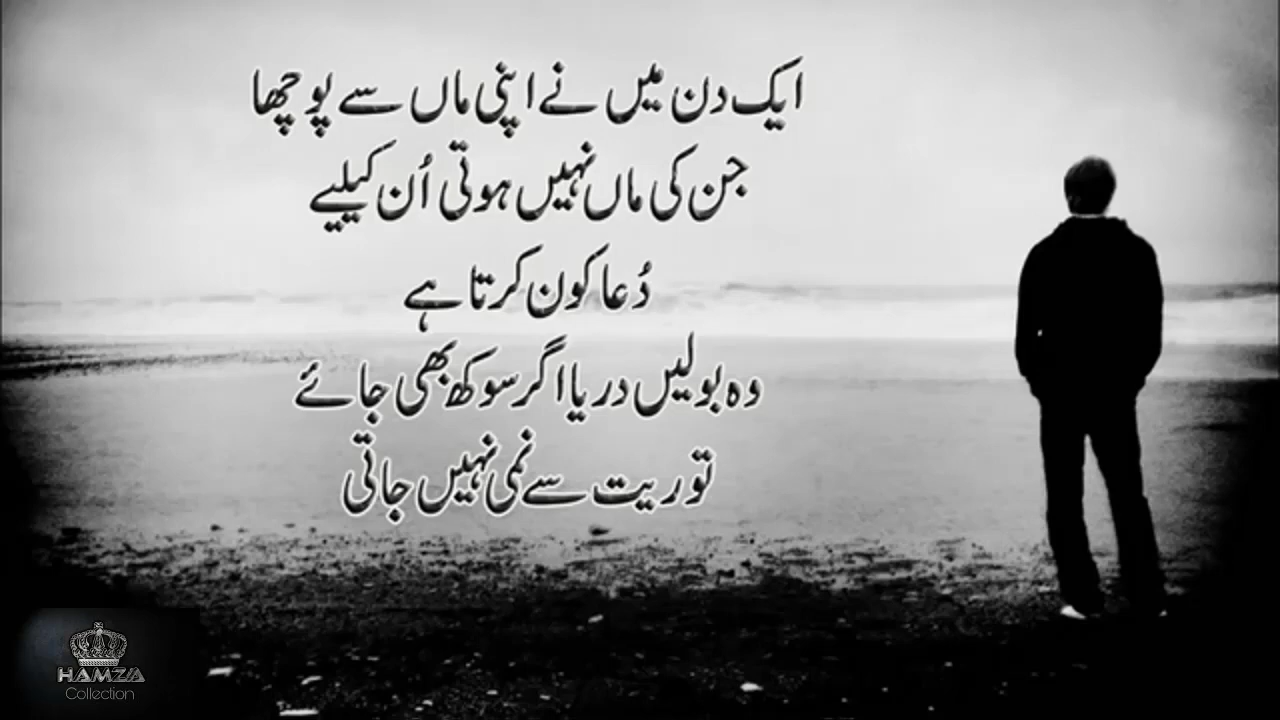 ایک دن میں نے اپنی ماں سے پوچھا
جن کی ماں نہیں ہوتی اُن کیلیے
دُعا کون کرتا ہے
وہ بولیں دریا اگر سوکھ بھی جائے
تو ریت سے نمی نہیں جاتی
HAMZA
Collection